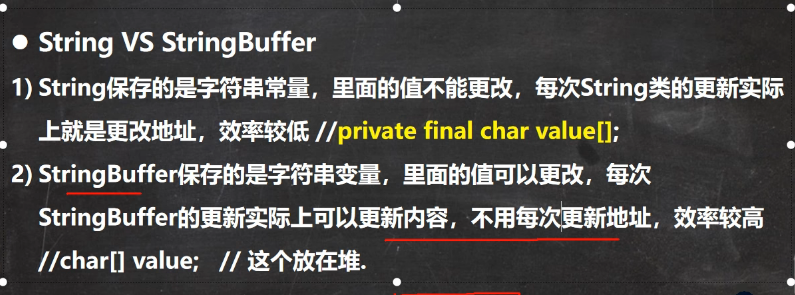 ● String VS StringBuffer
1) String保存的是字符串常量，里面的值不能更改，每次String类的更新实际
上就是更改地址，效率较低 //private final char value[];
2) StringBuffer保存的是字符串变量，里面的值可以更改，每次
StringBuffer的更新实际上可以更新内容，不用每次更新地址，效率较高
//char[] value; // 这个放在堆.